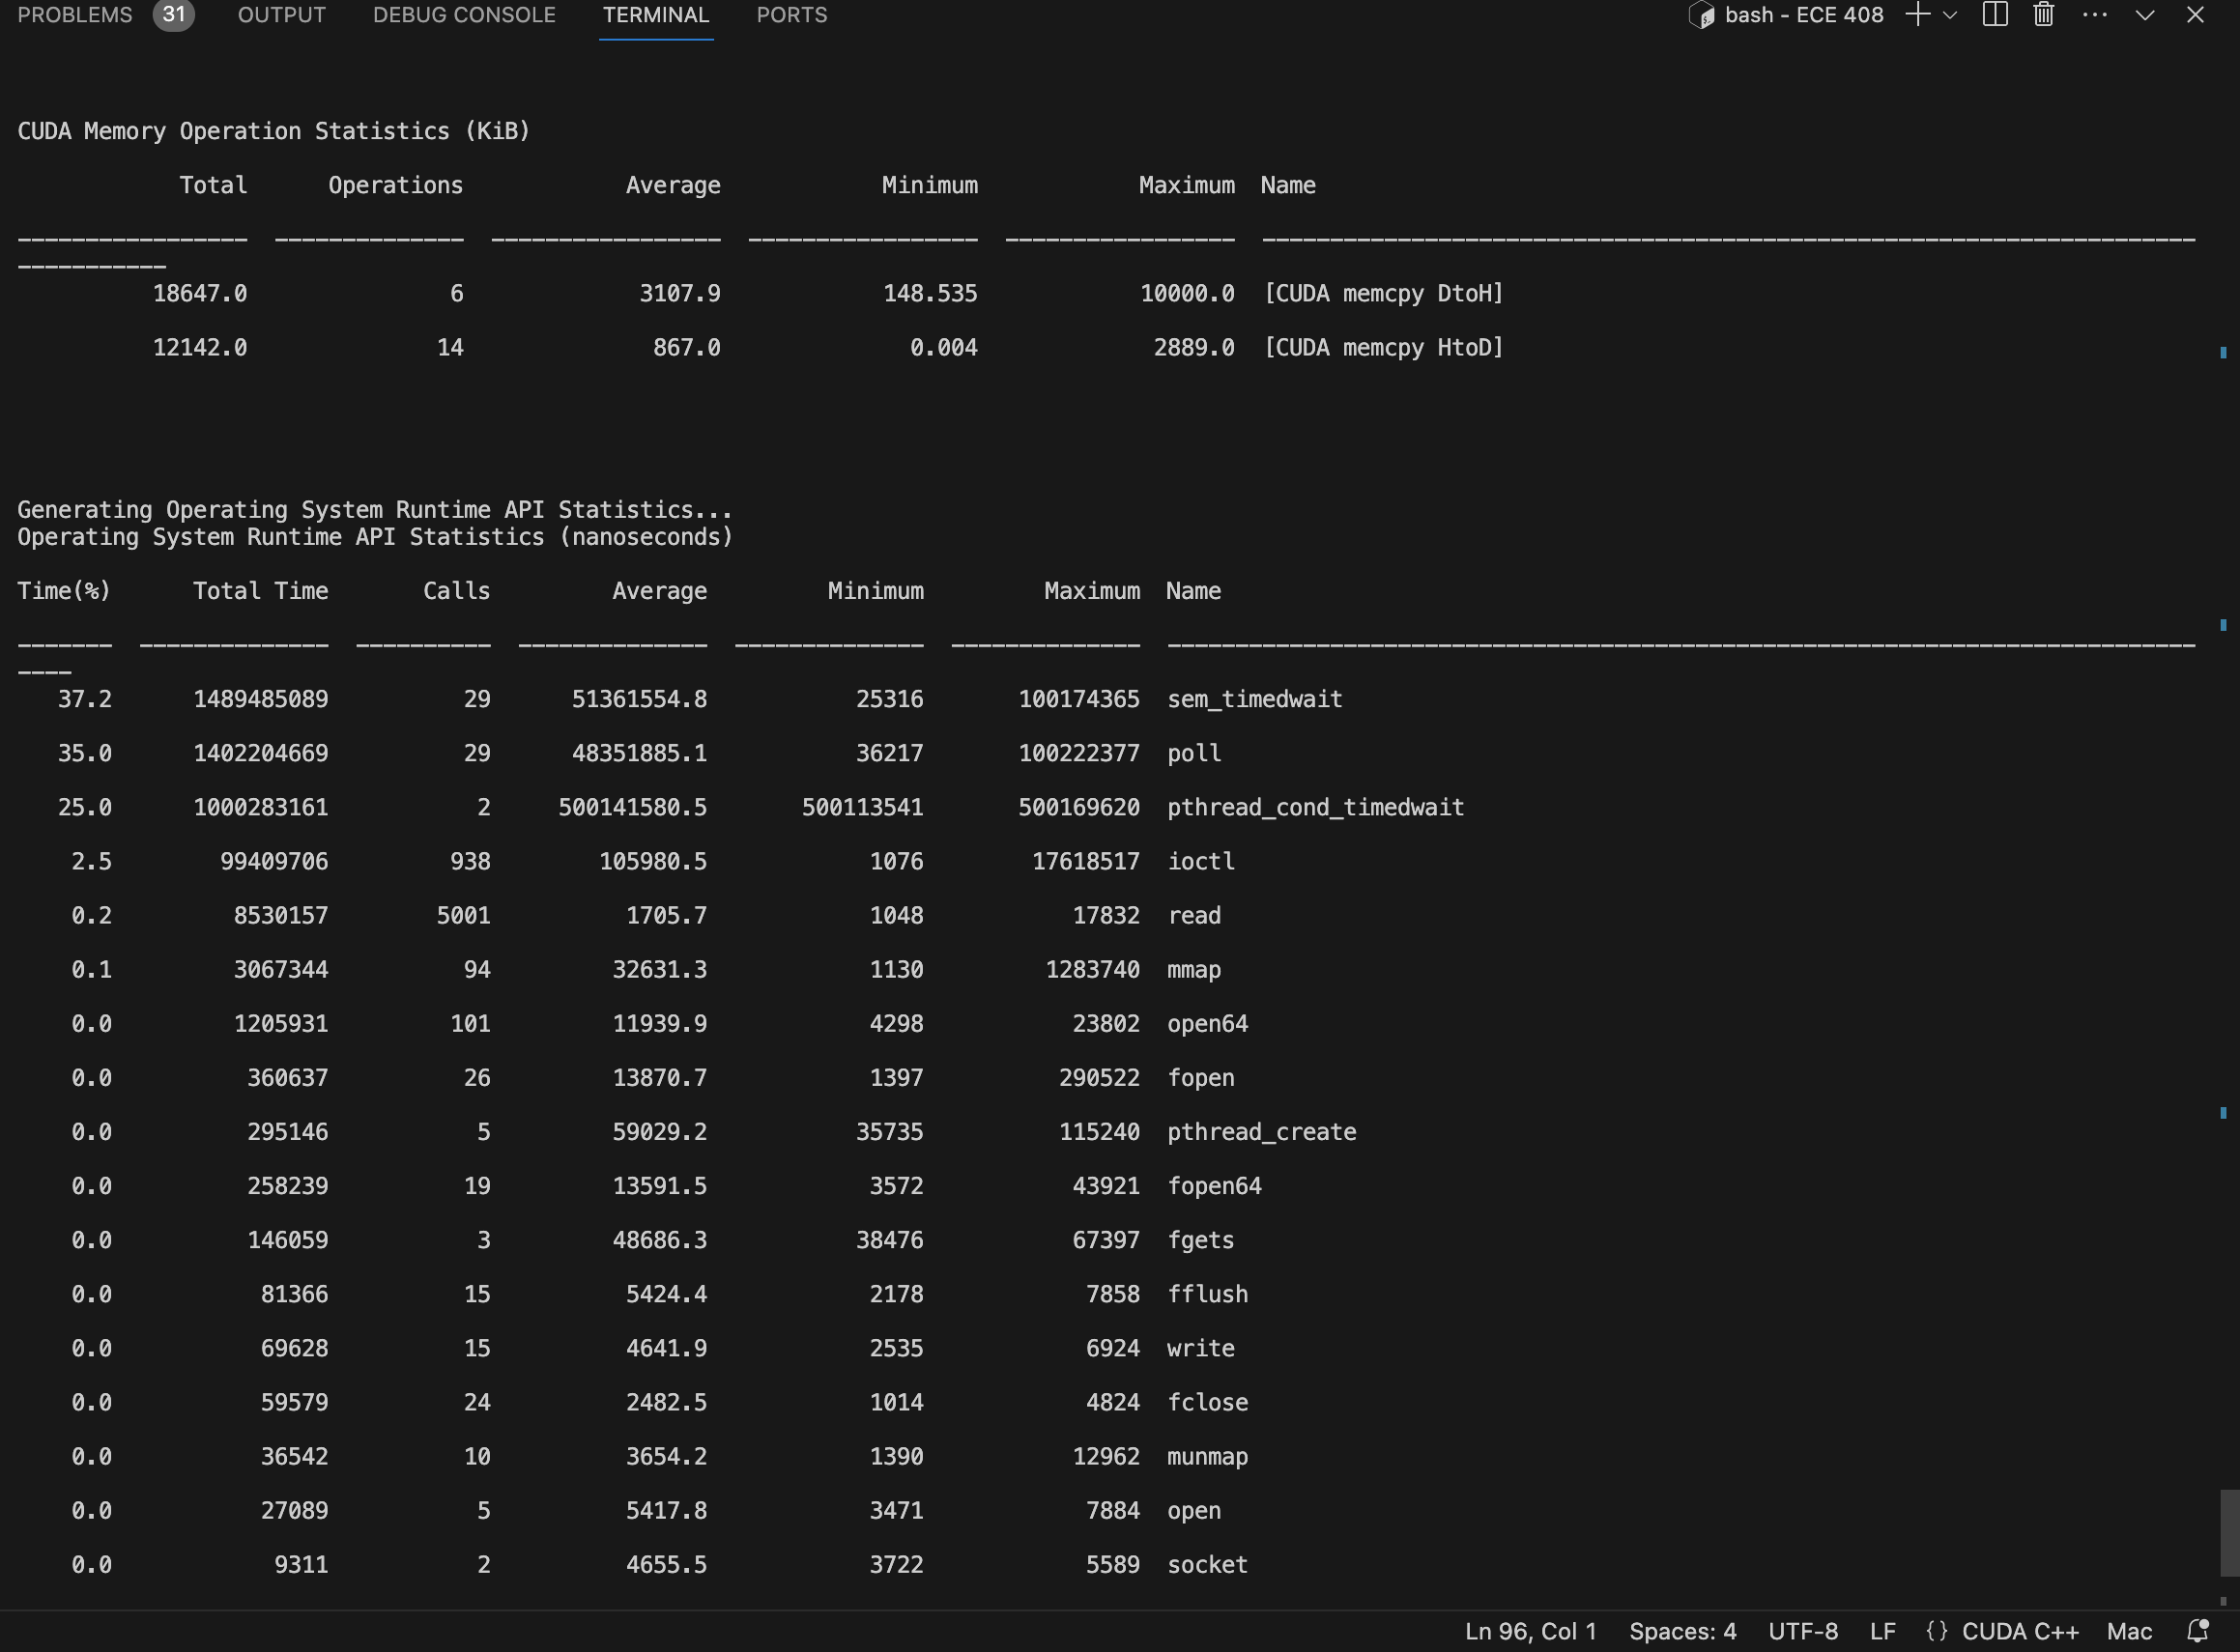 PROBLEMS 31 OUTPUT DEBUG CONSOLE TERMINAL PORTS bash - ECE 408
CUDA Memory Operation Statistics (KiB)
Total Operations Average Minimum Maximum Name
----------------- -------------- ----------------- ----------------- ----------------- ---------------------------------------------------------------------
-----------
18647.0 6 3107.9 148.535 10000.0 [CUDA memcpy DtoH]
12142.0 14 867.0 0.004 2889.0 [CUDA memcpy HtoD]
Generating Operating System Runtime API Statistics...
Operating System Runtime API Statistics (nanoseconds)
Time(%) Total Time Calls Average Minimum Maximum Name
------- -------------- ---------- -------------- -------------- -------------- ----------------------------------------------------------------------------
----
37.2 1489485089 29 51361554.8 25316 100174365 sem_timedwait
35.0 1402204669 29 48351885.1 36217 100222377 poll
25.0 1000283161 2 500141580.5 500113541 500169620 pthread_cond_timedwait
2.5 99409706 938 105980.5 1076 17618517 ioctl
0.2 8530157 5001 1705.7 1048 17832 read
0.1 3067344 94 32631.3 1130 1283740 mmap
0.0 1205931 101 11939.9 4298 23802 open64
0.0 360637 26 13870.7 1397 290522 fopen
0.0 295146 5 59029.2 35735 115240 pthread_create
0.0 258239 19 13591.5 3572 43921 fopen64
0.0 146059 3 48686.3 38476 67397 fgets
0.0 81366 15 5424.4 2178 7858 fflush
0.0 69628 15 4641.9 2535 6924 write
0.0 59579 24 2482.5 1014 4824 fclose
0.0 36542 10 3654.2 1390 12962 munmap
0.0 27089 5 5417.8 3471 7884 open
0.0 9311 2 4655.5 3722 5589 socket
Ln 96, Col 1 Spaces: 4 UTF-8 LF {} CUDA C++ Mac